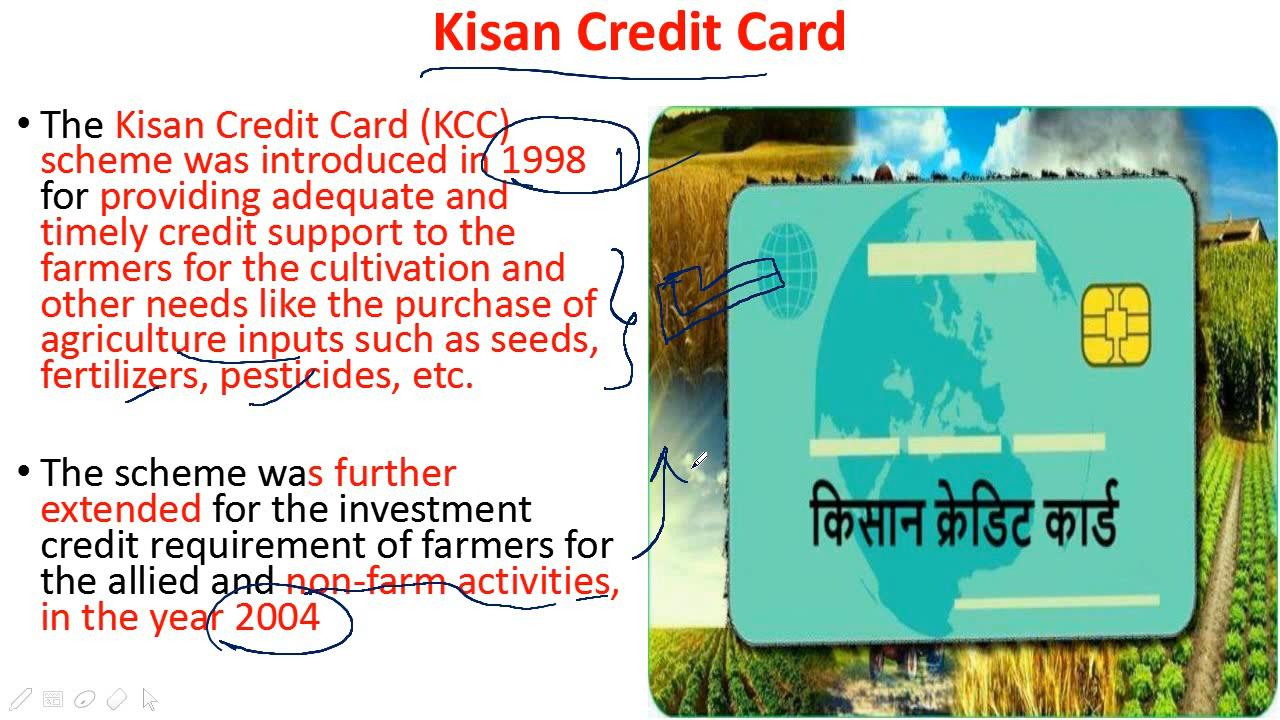 Kisan Credit Card
• The Kisan Credit Card (KCC)
scheme was introduced in 1998
for providing adequate and
timely credit support to the
farmers for the cultivation and
other needs like the purchase of
agriculture inputs such as seeds,
fertilizers, pesticides, etc.
• The scheme was further
extended for the investment
credit requirement of farmers for
the allied and non-farm activities,
in the year 2004
किसान क्रेडिट कार्ड